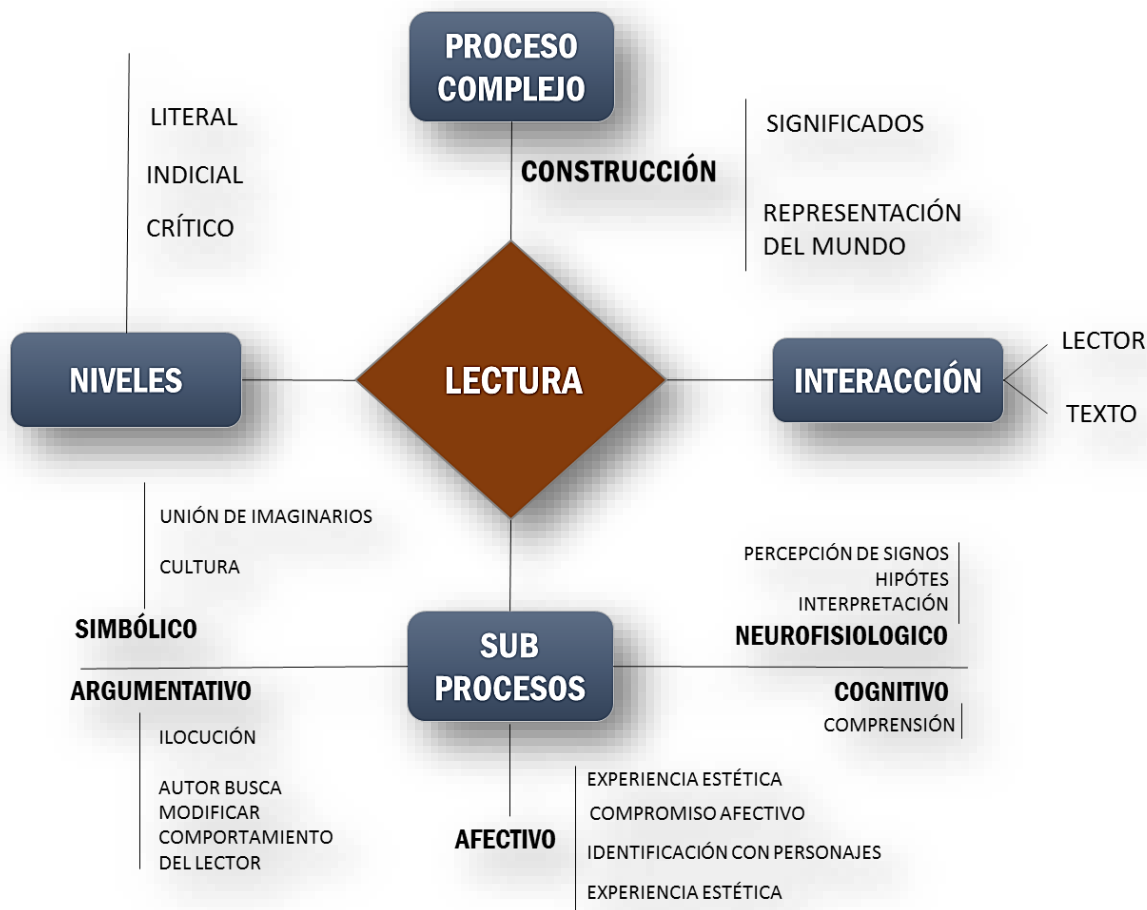 PROCESO
COMPLEJO
LITERAL
INDICIAL
CRÍTICO
CONSTRUCCIÓN
SIGNIFICADOS
REPRESENTACIÓN
DEL MUNDO
NIVELES
LECTURA
INTERACCIÓN
LECTOR
TEXTO
UNIÓN DE IMAGINARIOS
CULTURA
SIMBÓLICO
ARGUMENTATIVO
ILOCUCIÓN
AUTOR BUSCA
MODIFICAR
COMPORTAMIENTO
DEL LECTOR
SUB
PROCESOS
PERCEPCIÓN DE SIGNOS
HIPÓTES
INTERPRETACIÓN
NEUROFISIOLOGICO
COGNITIVO
COMPRENSIÓN
AFECTIVO
EXPERIENCIA ESTÉTICA
COMPROMISO AFECTIVO
IDENTIFICACIÓN CON PERSONAJES
EXPERIENCIA ESTÉTICA